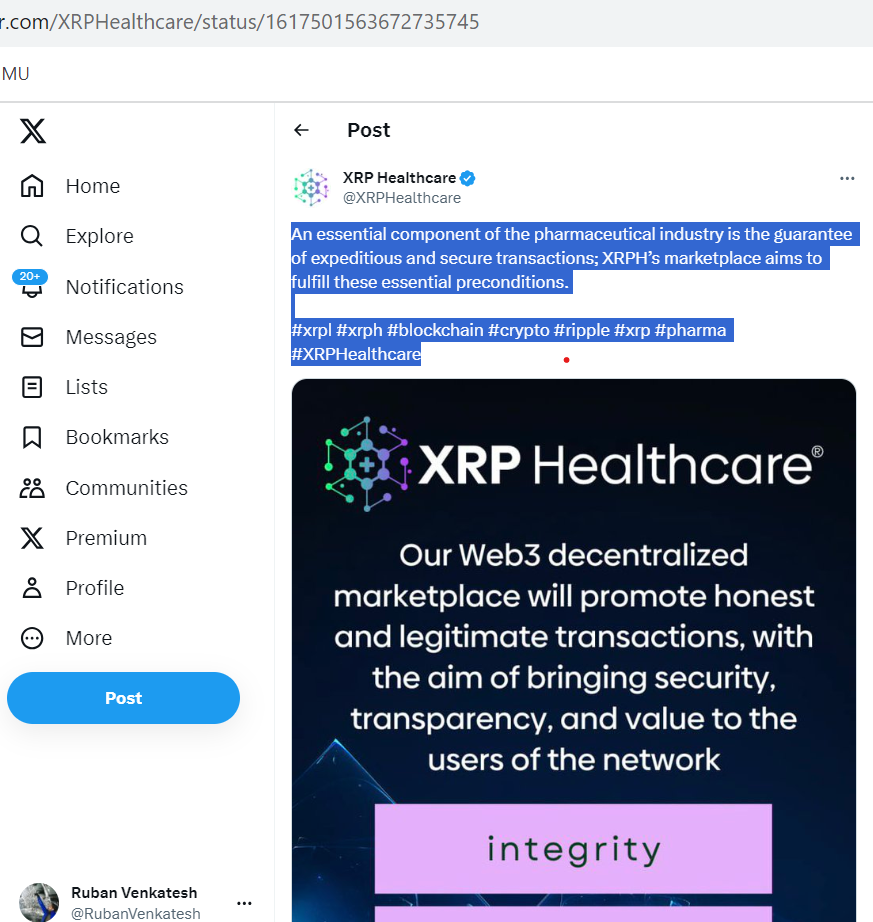 r.com/XRPHealthcare/status/1617501563672735745
MU
Post
XRP Healthcare
@XRPHealthcare
Home
Explore
20+
Notifications
Messages
Lists
Bookmarks
Communities
Premium
Profile
More
Post
An essential component of the pharmaceutical industry is the guarantee
of expeditious and secure transactions; XRPH’s marketplace aims to
fulfill these essential preconditions.
#xrpl #xrph #blockchain #crypto #ripple #xrp #pharma
#XRPHealthcare
XRP Healthcare®
Our Web3 decentralized
marketplace will promote honest
and legitimate transactions, with
the aim of bringing security,
transparency, and value to the
users of the network
integrity
Ruban Venkatesh
@RubanVenkatesh